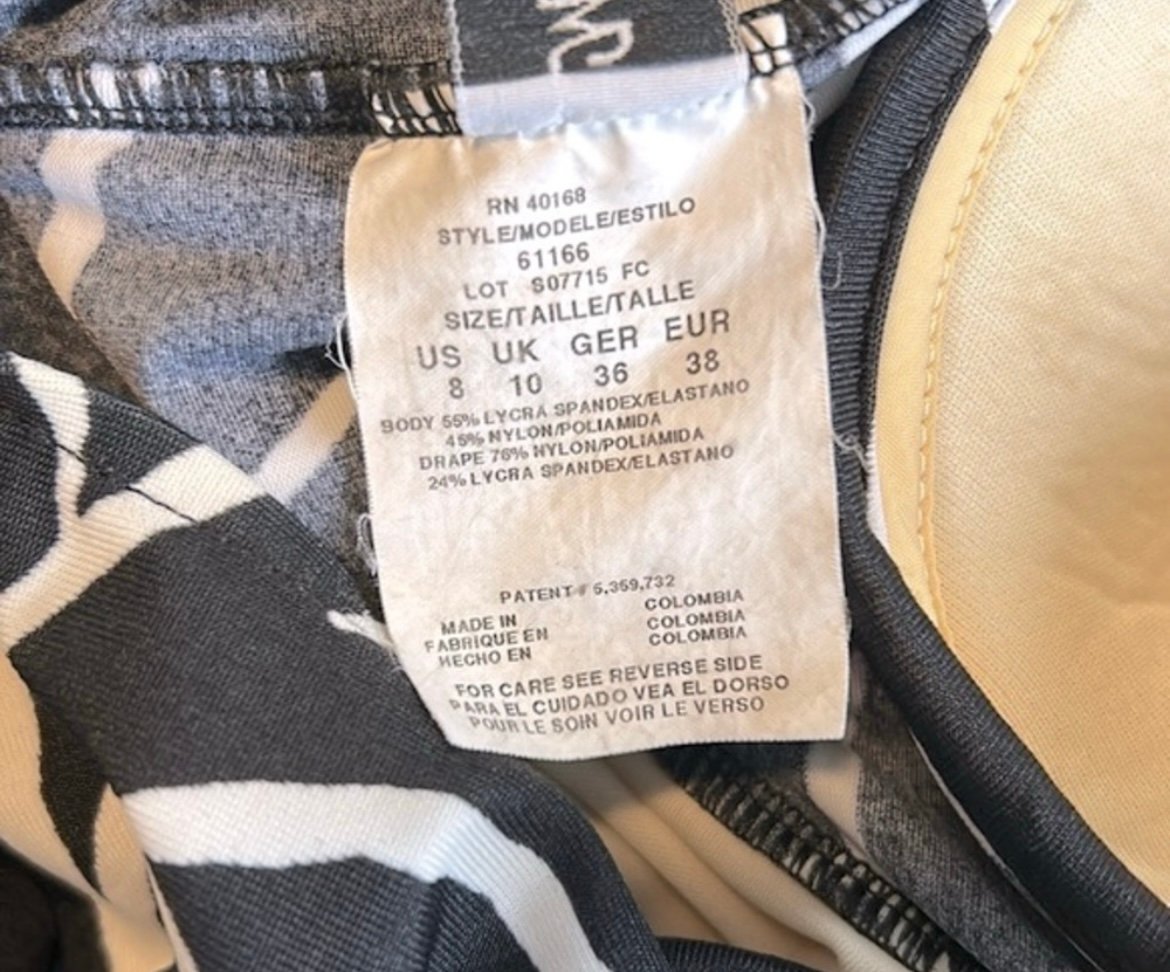 RN 40168
STYLE/MODELE/ESTILO
61166
LOT S07715 FC
SIZE/TAILLE/TALLE
US UK GER EUR
8 10 36 38
BODY 55% LYCRA SPANDEX/ELASTANO
45% NYLON/POLIAMIDA
DRAPE 76% NYLON/POLIAMIDA
24% LYCRA SPANDEX/ELASTANO
PATENT # 5,359,732
MADE IN COLOMBIA
FABRIQUE EN COLOMBIA
HECHO EN COLOMBIA
FOR CARE SEE REVERSE SIDE
PARA EL CUIDADO VEA EL DORSO
POUR LE SOIN VOIR LE VERSO